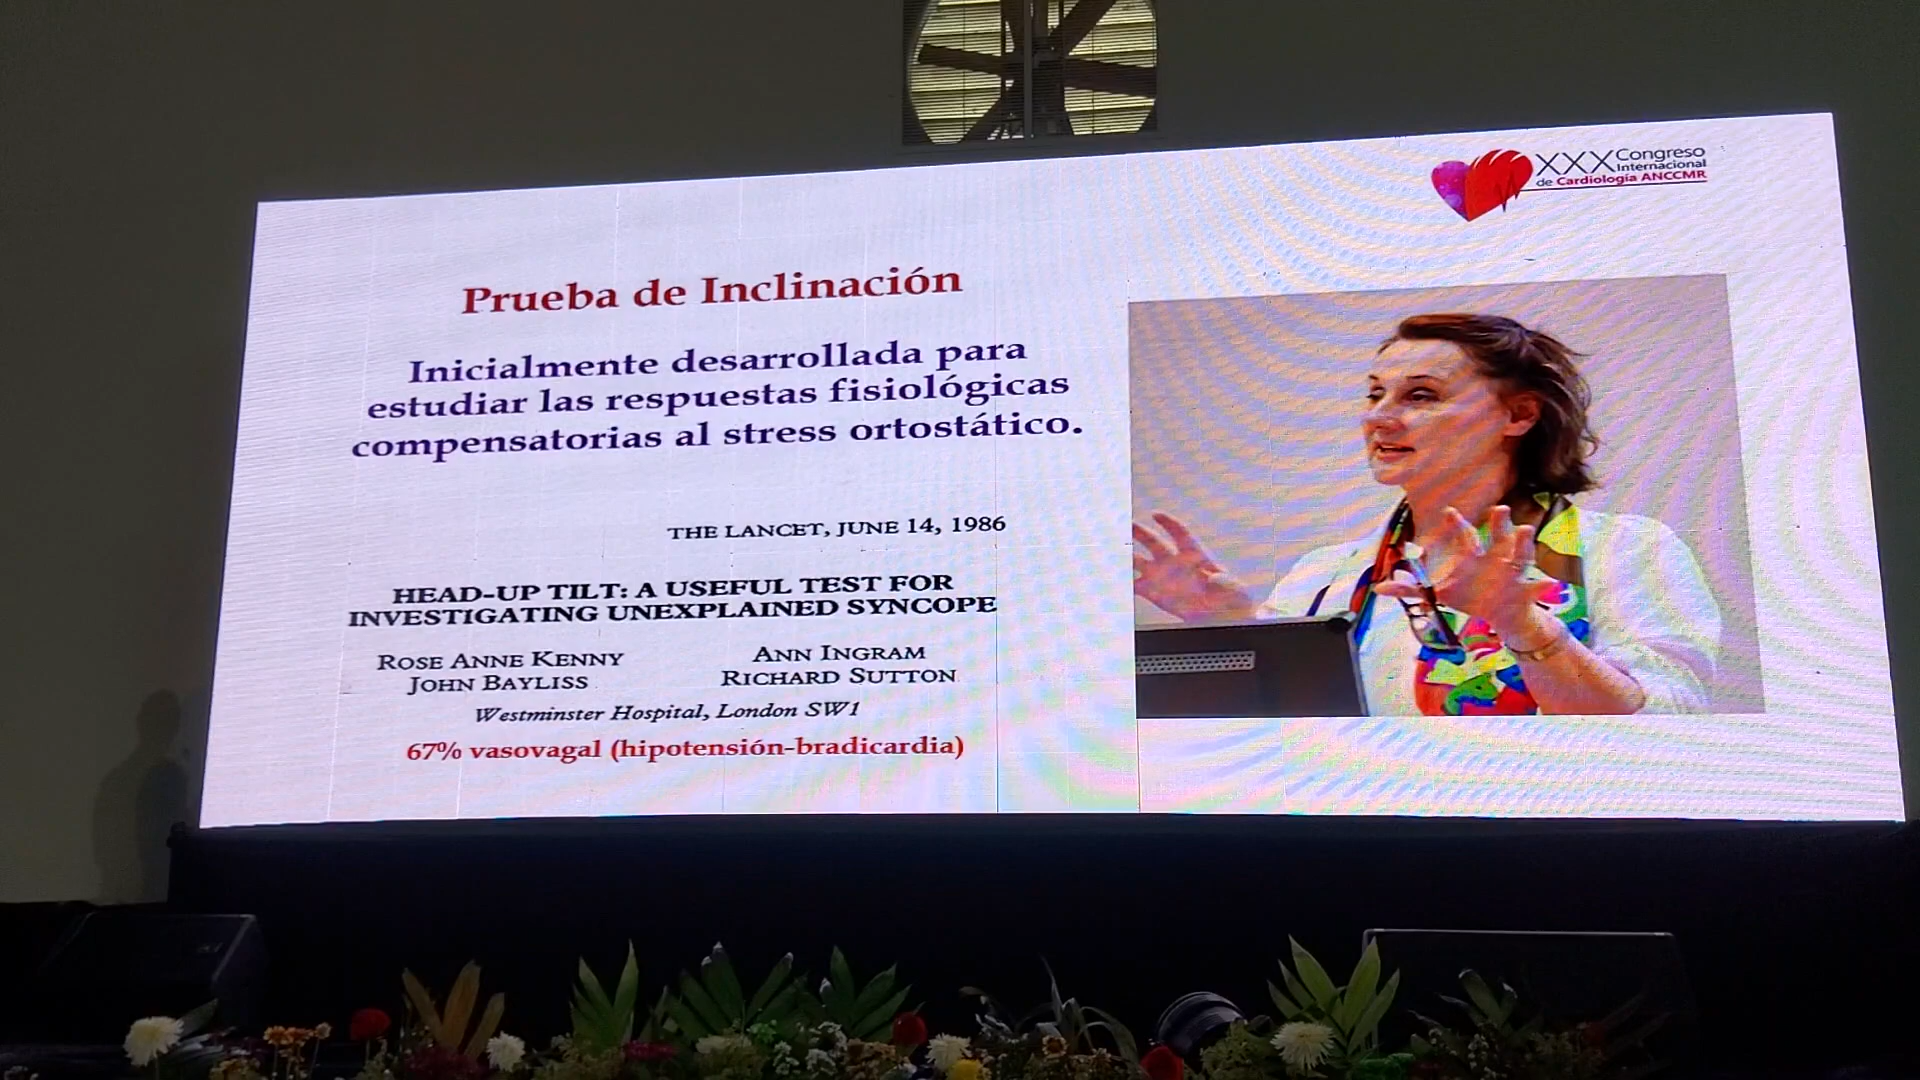 XXX Congreso
Internacional
de Cardiología ANCCMR
Prueba de Inclinación
Inicialmente desarrollada para
estudiar las respuestas fisiológicas
compensatorias al stress ortostático.
THE LANCET, JUNE 14, 1986
HEAD-UP TILT: A USEFUL TEST FOR
INVESTIGATING UNEXPLAINED SYNCOPE
ROSE ANNE KENNY ANN INGRAM
JOHN BAYLISS RICHARD SUTTON
Westminster Hospital, London SW1
67% vasovagal (hipotensión-bradicardia)